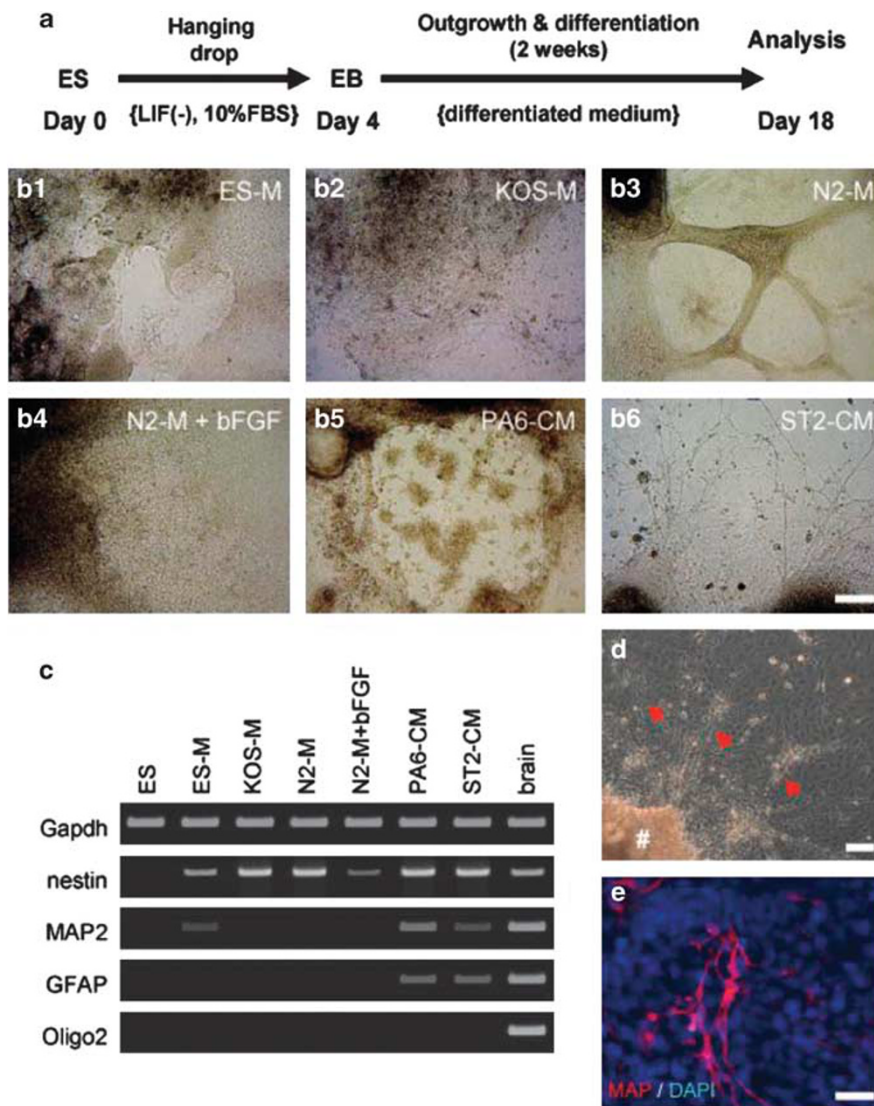 a
Hanging
drop
Outgrowth & differentiation
(2 weeks)
Analysis
ES
EB
Day 0
{LIF(-), 10%FBS}
Day 4
{differentiated medium}
Day 18
b1
ES-M
b2
KOS-M
b3
N2-M
b4
N2-M + bFGF
b5
PA6-CM
b6
ST2-CM
c
ES
ES-M
KOS-M
N2-M
N2-M+bFGF
PA6-CM
ST2-CM
brain
Gapdh
nestin
MAP2
GFAP
Oligo2
d
#
e
MAP / DAPI